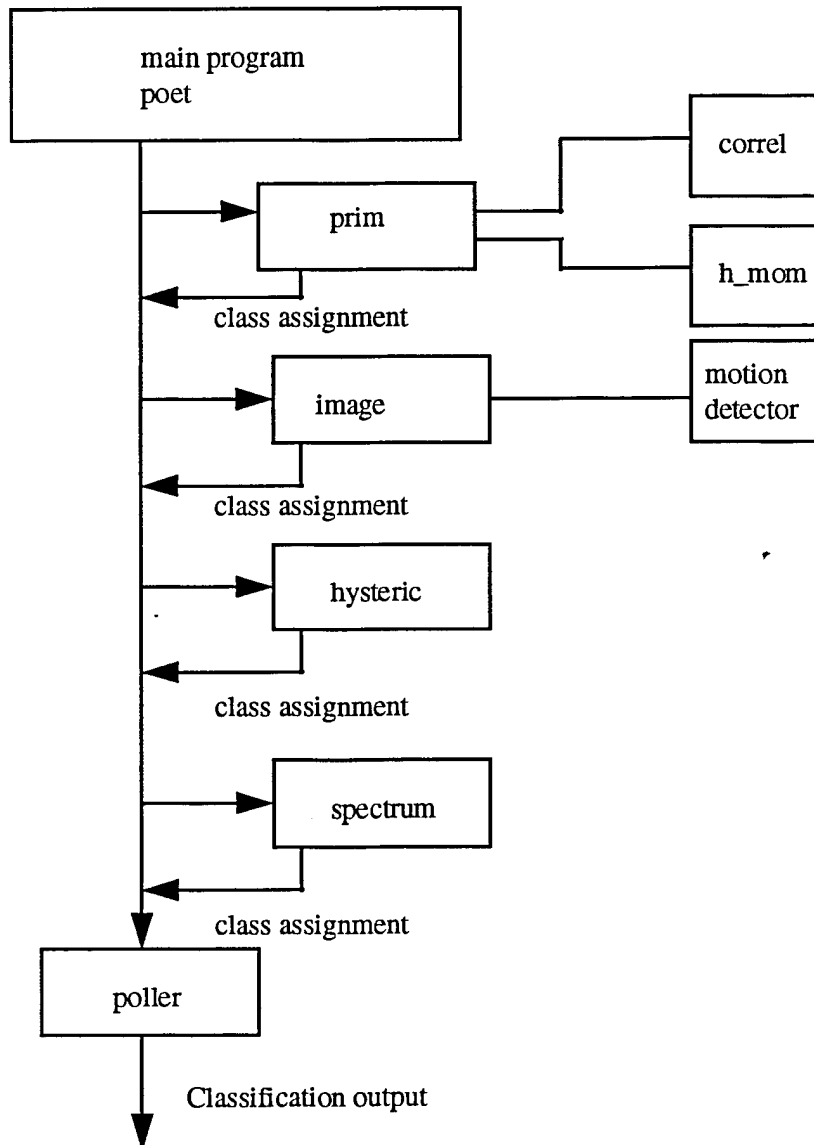 main program
poet
correl
prim
h_mom
class assignment
motion
detector
image
class assignment
hysteric
class assignment
spectrum
class assignment
poller
Classification output